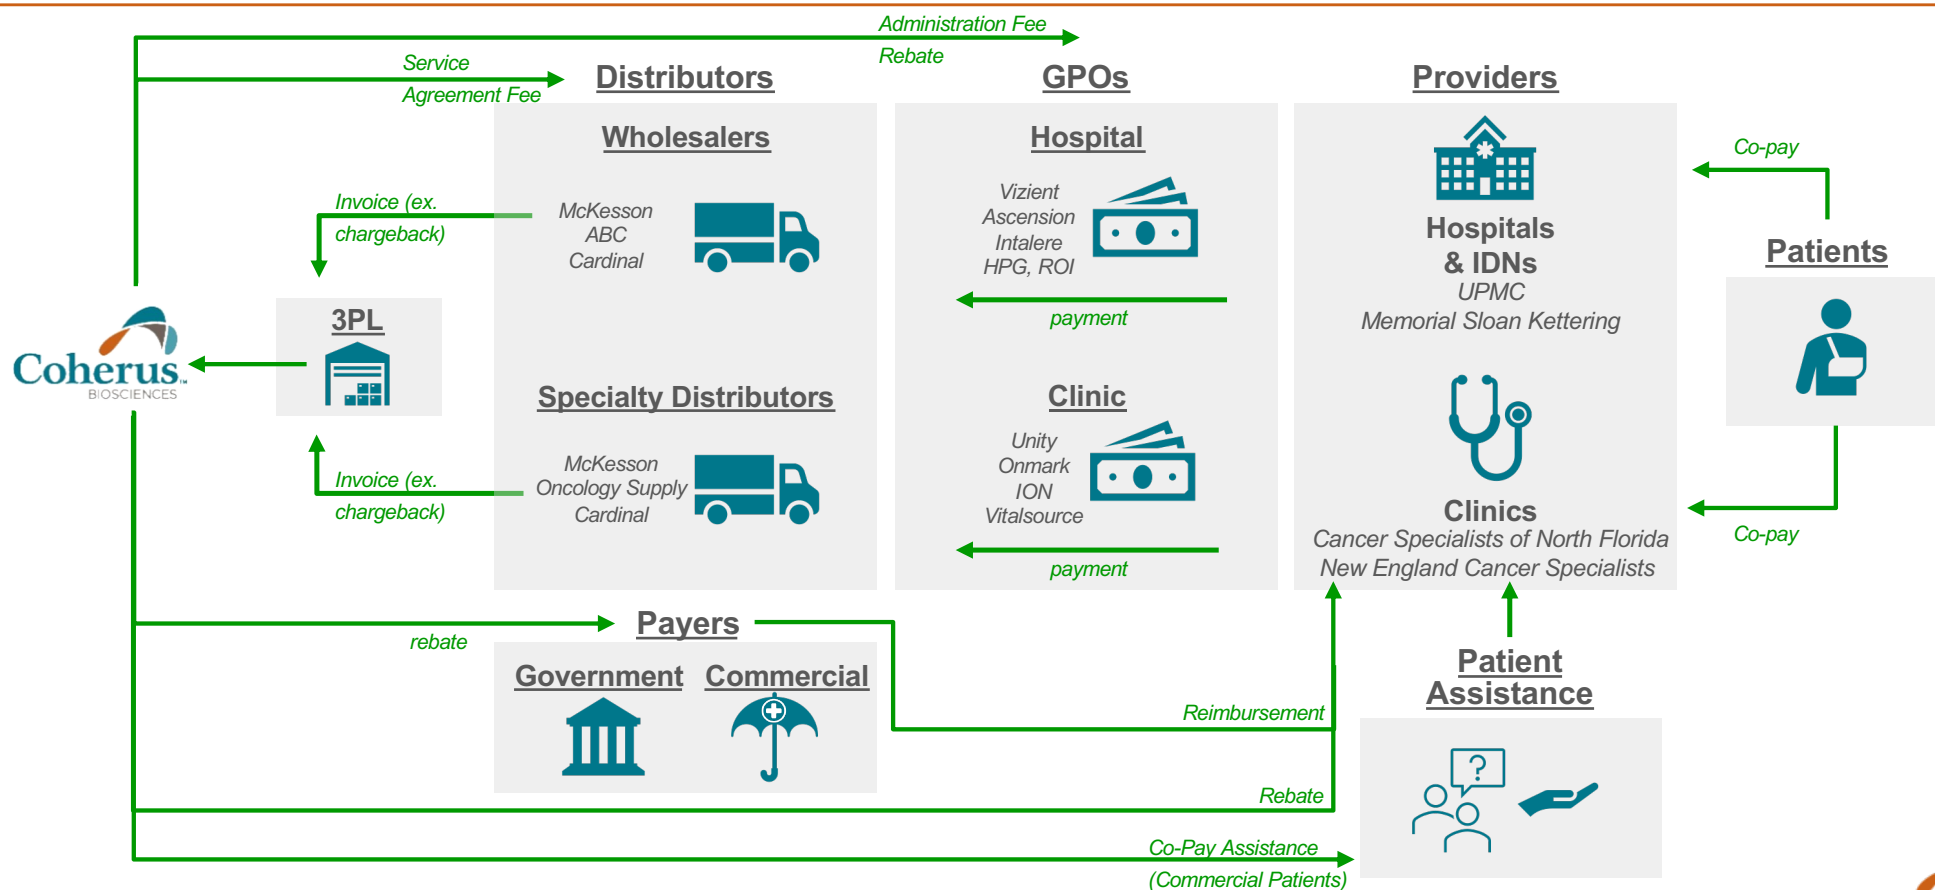 Administration Fee
Rebate
Service
Agreement Fee
Distributors
GPOs
Providers
Wholesalers
McKesson
ABC
Cardinal
Hospital
Vizient
Ascension
Intalere
HPG, ROI
payment
Hospitals
& IDNs
UPMC
Memorial Sloan Kettering
Co-pay
Patients
Invoice (ex.
chargeback)
3PL
Coherus™
BIOSCIENCES
Specialty Distributors
McKesson
Oncology Supply
Cardinal
Clinic
Unity
Onmark
ION
Vitalsource
payment
Clinics
Cancer Specialists of North Florida
New England Cancer Specialists
Co-pay
Invoice (ex.
chargeback)
rebate
Payers
Government
Commercial
Reimbursement
Rebate
Patient
Assistance
?
Co-Pay Assistance
(Commercial Patients)